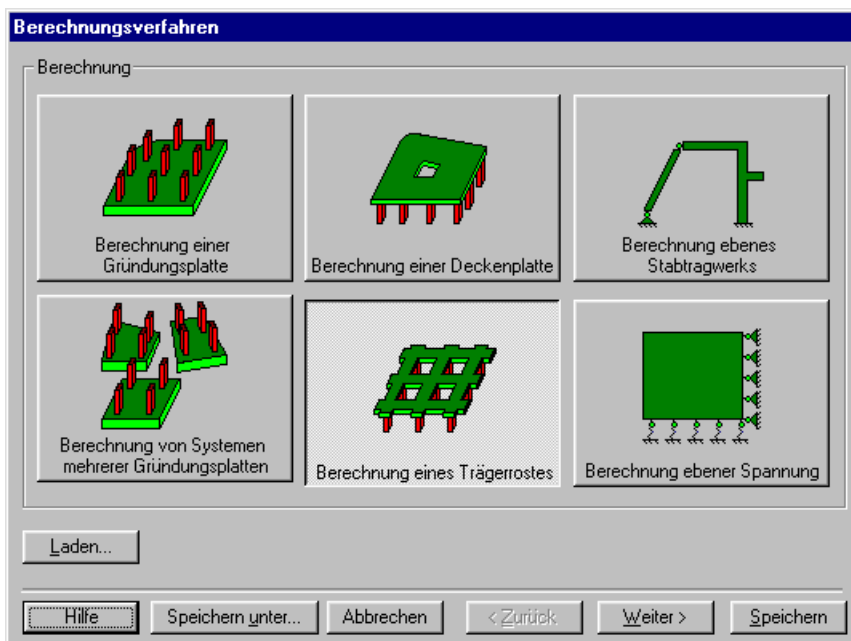 Berechnungsverfahren
Berechnung
Berechnung einer
Gründungsplatte
Berechnung einer Deckenplatte
Berechnung ebenes
Stabtragwerks
Berechnung von Systemen
mehrerer Gründungsplatten
Berechnung eines Trägerrostes
Berechnung ebener Spannung
Laden...
Hilfe
Speichern unter...
Abbrechen
< Zurück
Weiter >
Speichern